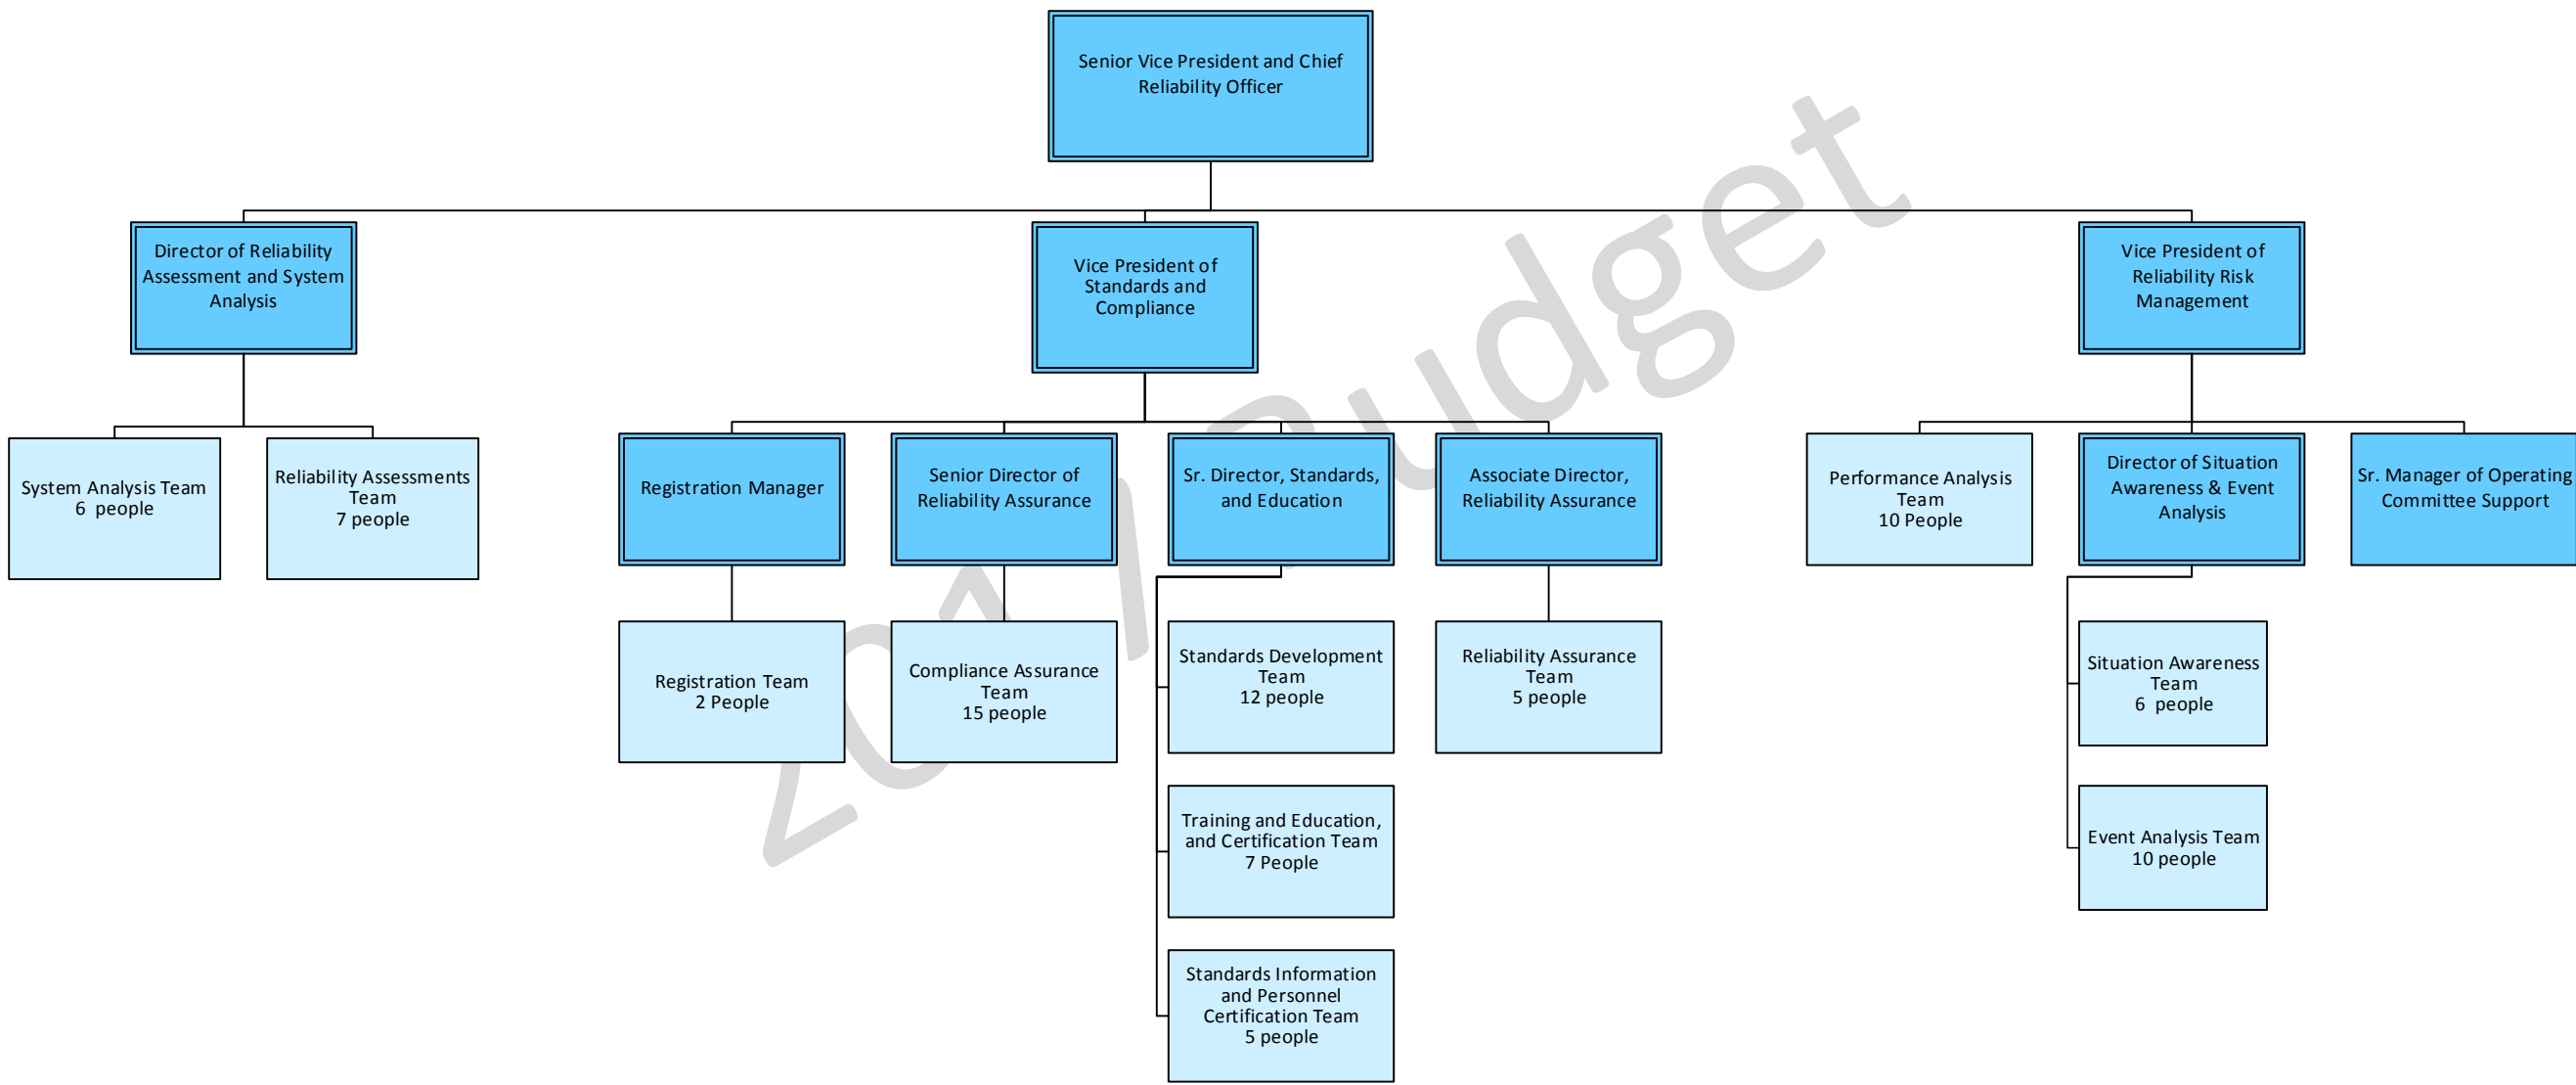 Senior Vice President and Chief
Reliability Officer
Director of Reliability
Assessment and System
Analysis
Vice President of
Standards and
Compliance
Vice President of
Reliability Risk
Management
System Analysis Team
6 people
Reliability Assessments
Team
7 people
Registration Manager
Senior Director of
Reliability Assurance
Sr. Director, Standards,
and Education
Associate Director,
Reliability Assurance
Performance Analysis
Team
10 People
Director of Situation
Awareness & Event
Analysis
Sr. Manager of Operating
Committee Support
Registration Team
2 People
Compliance Assurance
Team
15 people
Standards Development
Team
12 people
Reliability Assurance
Team
5 people
Situation Awareness
Team
6 people
Training and Education,
and Certification Team
7 People
Event Analysis Team
10 people
Standards Information
and Personnel
Certification Team
5 people
2017 Budget